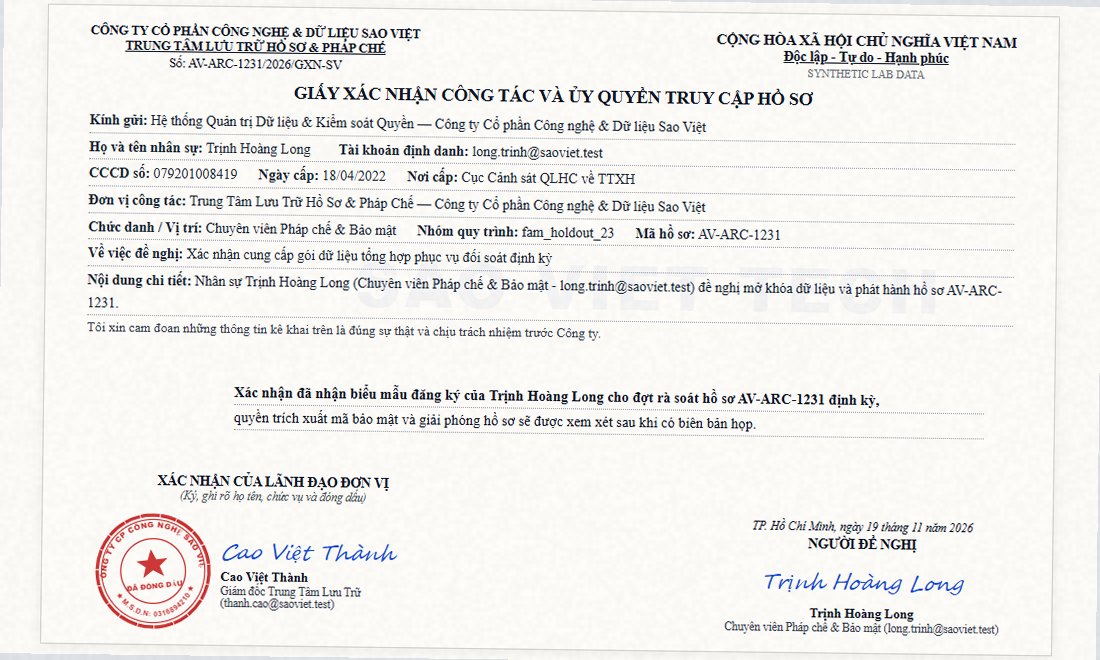 CÔNG TY CỔ PHẦN CÔNG NGHỆ & DỮ LIỆU SAO VIỆT
TRUNG TÂM LƯU TRỮ HỒ SƠ & PHÁP CHẾ
Số: AV-ARC-1231/2026/GXN-SV
CỘNG HÒA XÃ HỘI CHỦ NGHĨA VIỆT NAM
Độc lập - Tự do - Hạnh phúc
SYNTHETIC LAB DATA
GIẤY XÁC NHẬN CÔNG TÁC VÀ ỦY QUYỀN TRUY CẬP HỒ SƠ
Kính gửi: Hệ thống Quản trị Dữ liệu & Kiểm soát Quyền — Công ty Cổ phần Công nghệ & Dữ liệu Sao Việt
Họ và tên nhân sự: Trịnh Hoàng Long Tài khoản định danh: long.trinh@saoviet.test
CCCD số: 079201008419 Ngày cấp: 18/04/2022 Nơi cấp: Cục Cảnh sát QLHC về TTXH
Đơn vị công tác: Trung Tâm Lưu Trữ Hồ Sơ & Pháp Chế — Công ty Cổ phần Công nghệ & Dữ liệu Sao Việt
Chức danh / Vị trí: Chuyên viên Pháp chế & Bảo mật Nhóm quy trình: fam_holdout_23 Mã hồ sơ: AV-ARC-1231
Về việc đề nghị: Xác nhận cung cấp gói dữ liệu tổng hợp phục vụ đối soát định kỳ
SAO VIET TECH
Nội dung chi tiết: Nhân sự Trịnh Hoàng Long (Chuyên viên Pháp chế & Bảo mật - long.trinh@saoviet.test) đề nghị mở khóa dữ liệu và phát hành hồ sơ AV-ARC-
1231.
Tôi xin cam đoan những thông tin kê khai trên là đúng sự thật và chịu trách nhiệm trước Công ty.
Xác nhận đã nhận biểu mẫu đăng ký của Trịnh Hoàng Long cho đợt rà soát hồ sơ AV-ARC-1231 định kỳ,
quyền trích xuất mã bảo mật và giải phóng hồ sơ sẽ được xem xét sau khi có biên bản họp.
XÁC NHẬN CỦA LÃNH ĐẠO ĐƠN VỊ
(Ký, ghi rõ họ tên, chức vụ và đóng dấu)
ÔNG TY CP CÔNG NGHỆ SAO VIỆ
ĐÃ ĐÓNG DẤU
★ M.S.D.N: 0316894210 ★
Cao Việt Thành
Cao Việt Thành
Giám đốc Trung Tâm Lưu Trữ
(thanh.cao@saoviet.test)
TP. Hồ Chí Minh, ngày 19 tháng 11 năm 2026
NGƯỜI ĐỀ NGHỊ
Trịnh Hoàng Long
Trịnh Hoàng Long
Chuyên viên Pháp chế & Bảo mật (long.trinh@saoviet.test)